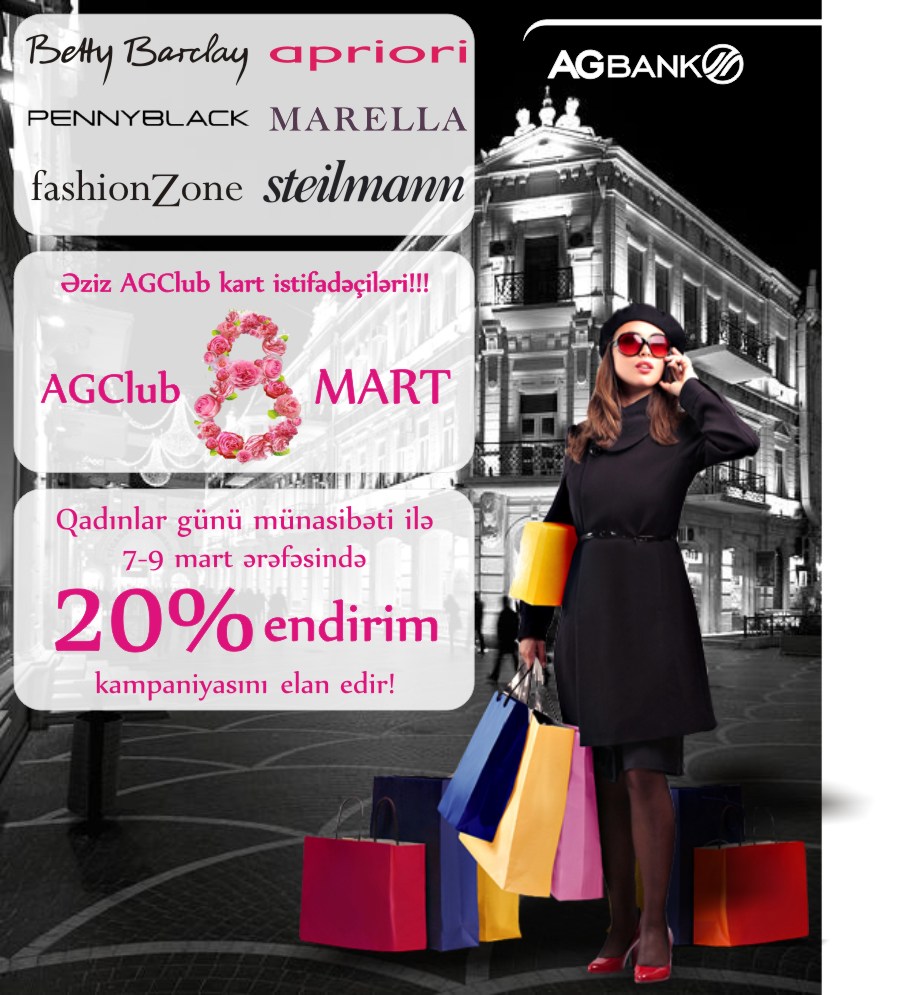 Betty Barclay apriori
PENNYBLACK MARELLA
fashionZone steilmann
AGBANK
Əziz AGClub kart istifadəçiləri!!!
AGClub 8 MART
Qadınlar günü münasibəti ilə
7-9 mart ərəfəsində
20% endirim
kampaniyasını elan edir!